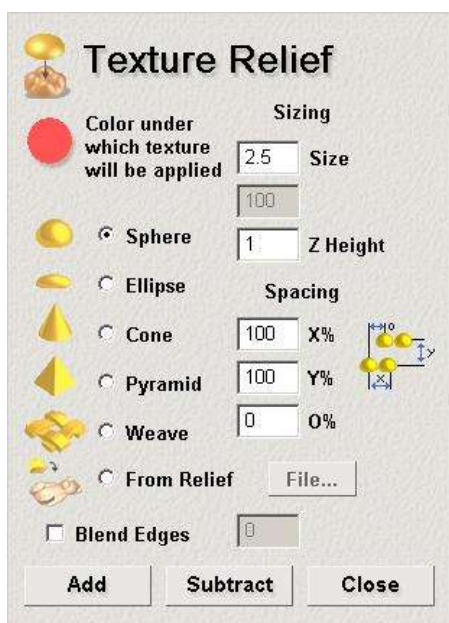 Texture Relief
Sizing
Color under
which texture
will be applied
2.5 Size
100
Sphere
1 Z Height
Ellipse
Spacing
Cone
100 X%
Pyramid
100 Y%
Weave
0 O%
o
y
x
From Relief
File...
Blend Edges
0
Add Subtract Close